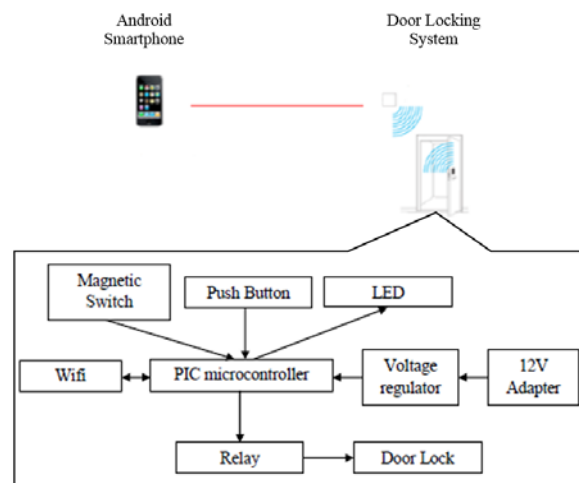 Android
Smartphone
Door Locking
System
Magnetic
Switch
Push Button
LED
Wifi
PIC microcontroller
Voltage
regulator
12V
Adapter
Relay
Door Lock